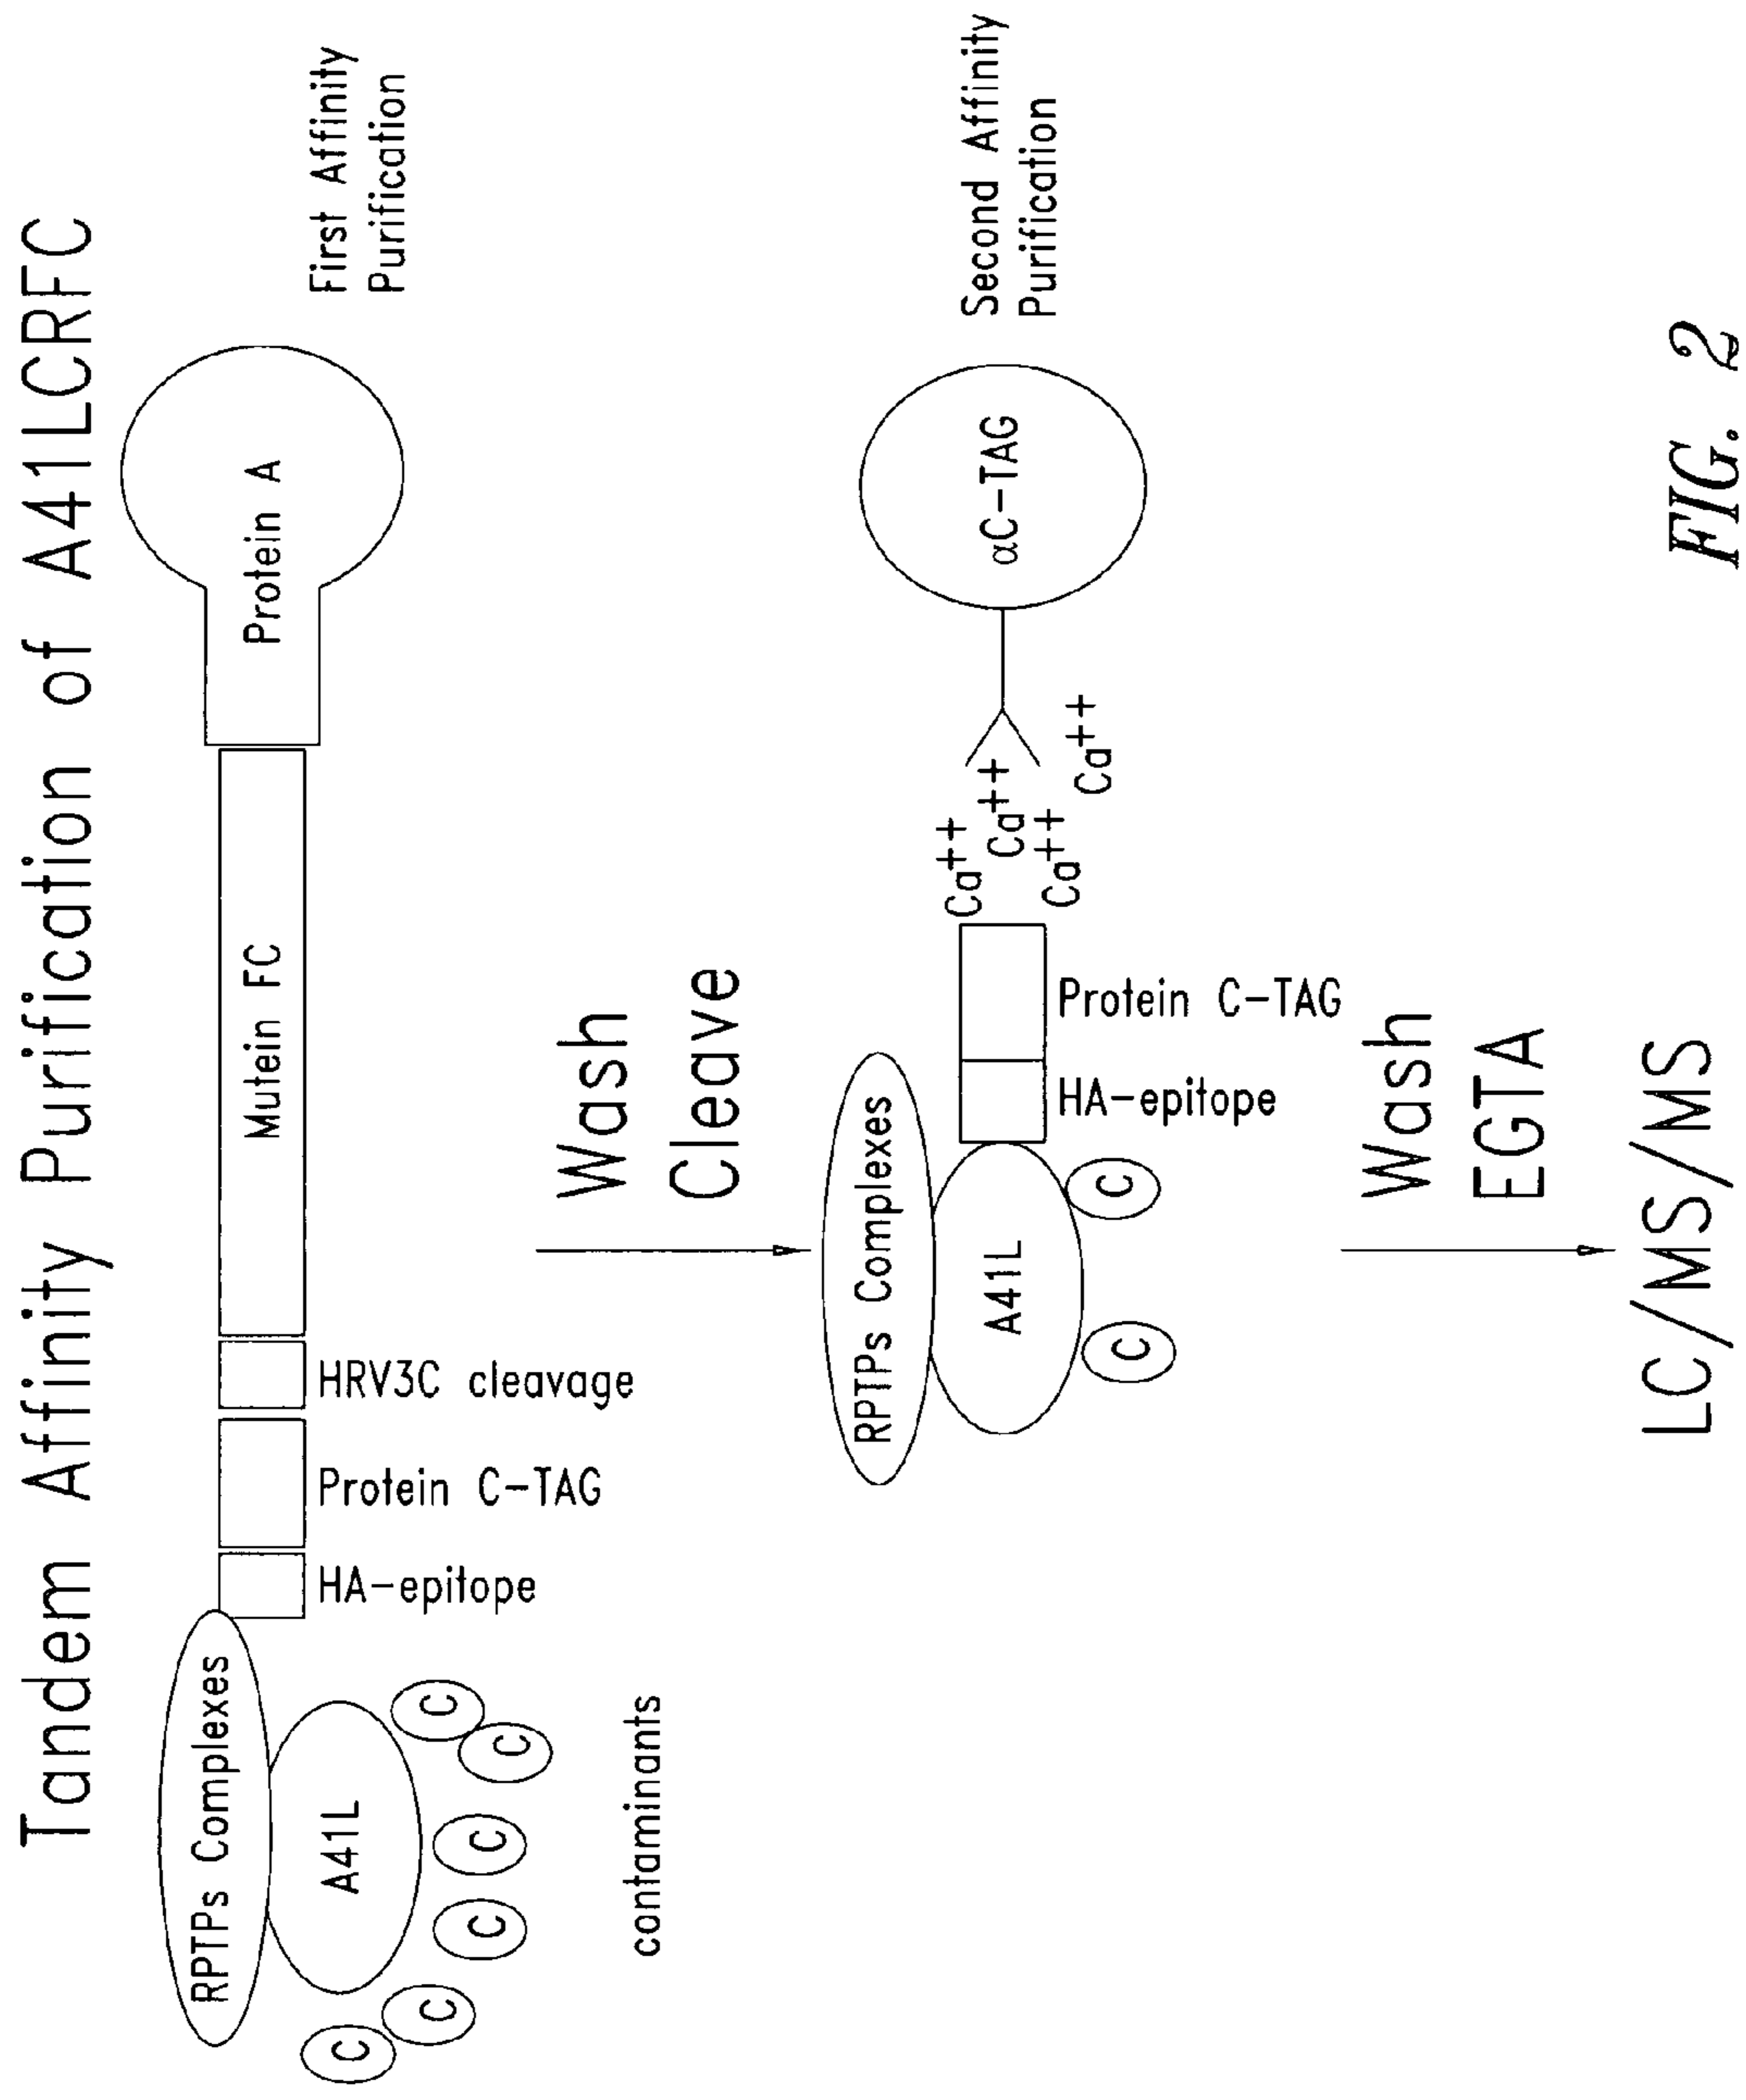 Tandem Affinity Purification of A41LCRFC
First Affinity
Purification
RPTPs Complexes
A41L
C
C
C
C
C
C
contaminants
HA-epitope
Protein C-TAG
HRV3C cleavage
Mutein FC
Protein A
Wash
Cleave
Second Affinity
Purification
RPTPs Complexes
A41L
C
C
HA-epitope
Protein C-TAG
Ca++
Ca++
Ca++
Ca++
αC-TAG
Wash
EGTA
LC/MS/MS
FIG. 2